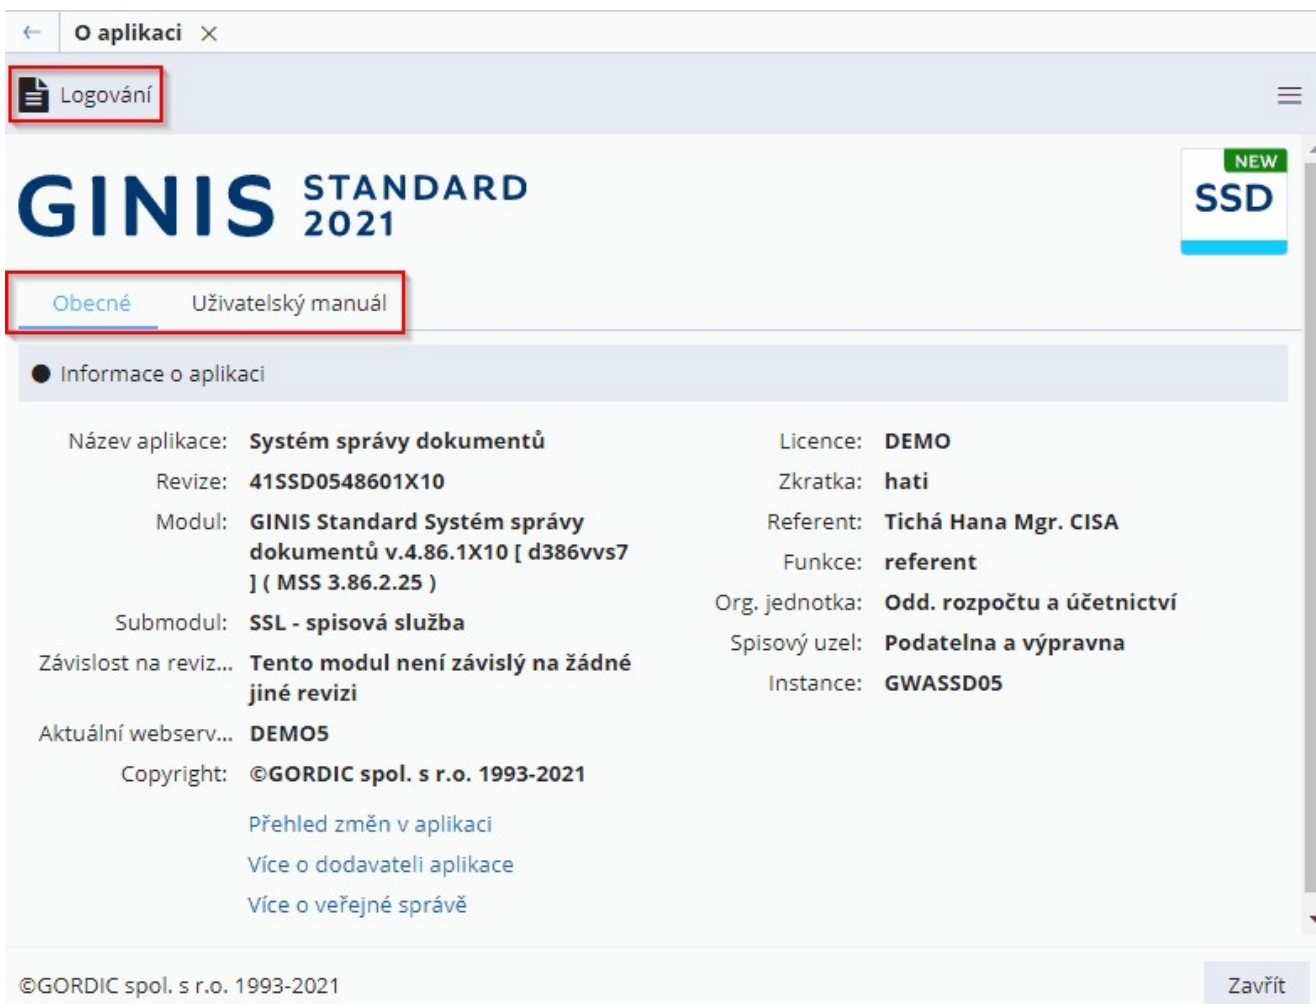 O aplikaci
Logování
GINIS STANDARD
2021
NEW
SSD
Obecné Uživatelský manuál
Informace o aplikaci
Název aplikace: Systém správy dokumentů
Revize: 41SSD0548601X10
Modul: GINIS Standard Systém správy
dokumentů v.4.86.1X10 [ d386vvs7
] ( MSS 3.86.2.25 )
Submodul: SSL - spisová služba
Závislost na reviz... Tento modul není závislý na žádné
jiné revizi
Aktuální webserv... DEMO5
Copyright: ©GORDIC spol. s r.o. 1993-2021
Přehled změn v aplikaci
Více o dodavateli aplikace
Více o veřejné správě
Licence: DEMO
Zkratka: hati
Referent: Tichá Hana Mgr. CISA
Funkce: referent
Org. jednotka: Odd. rozpočtu a účetnictví
Spisový uzel: Podatelna a výpravna
Instance: GWASSD05
©GORDIC spol. s r.o. 1993-2021
Zavřít